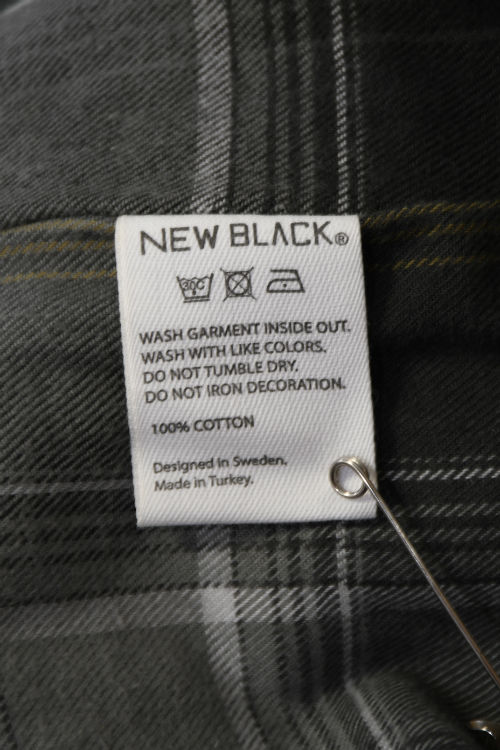 NEW BLACK®
30C
WASH GARMENT INSIDE OUT.
WASH WITH LIKE COLORS.
DO NOT TUMBLE DRY.
DO NOT IRON DECORATION.
100% COTTON
Designed in Sweden.
Made in Turkey.